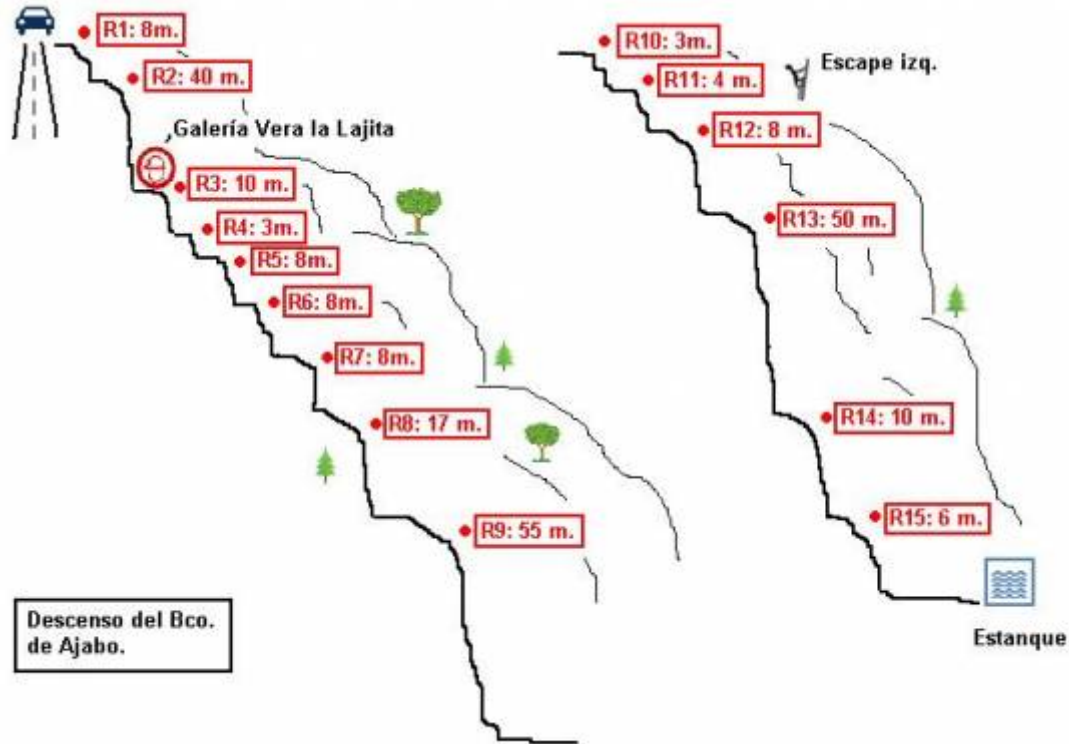 R1: 8m.
R2: 40 m.
Galería Vera la Lajita
R3: 10 m.
R4: 3m.
R5: 8m.
R6: 8m.
R7: 8m.
R8: 17 m.
R9: 55 m.
Descenso del Bco.
de Ajabo.
R10: 3m.
Escape izq.
R11: 4 m.
R12: 8 m.
R13: 50 m.
R14: 10 m.
R15: 6 m.
Estanque